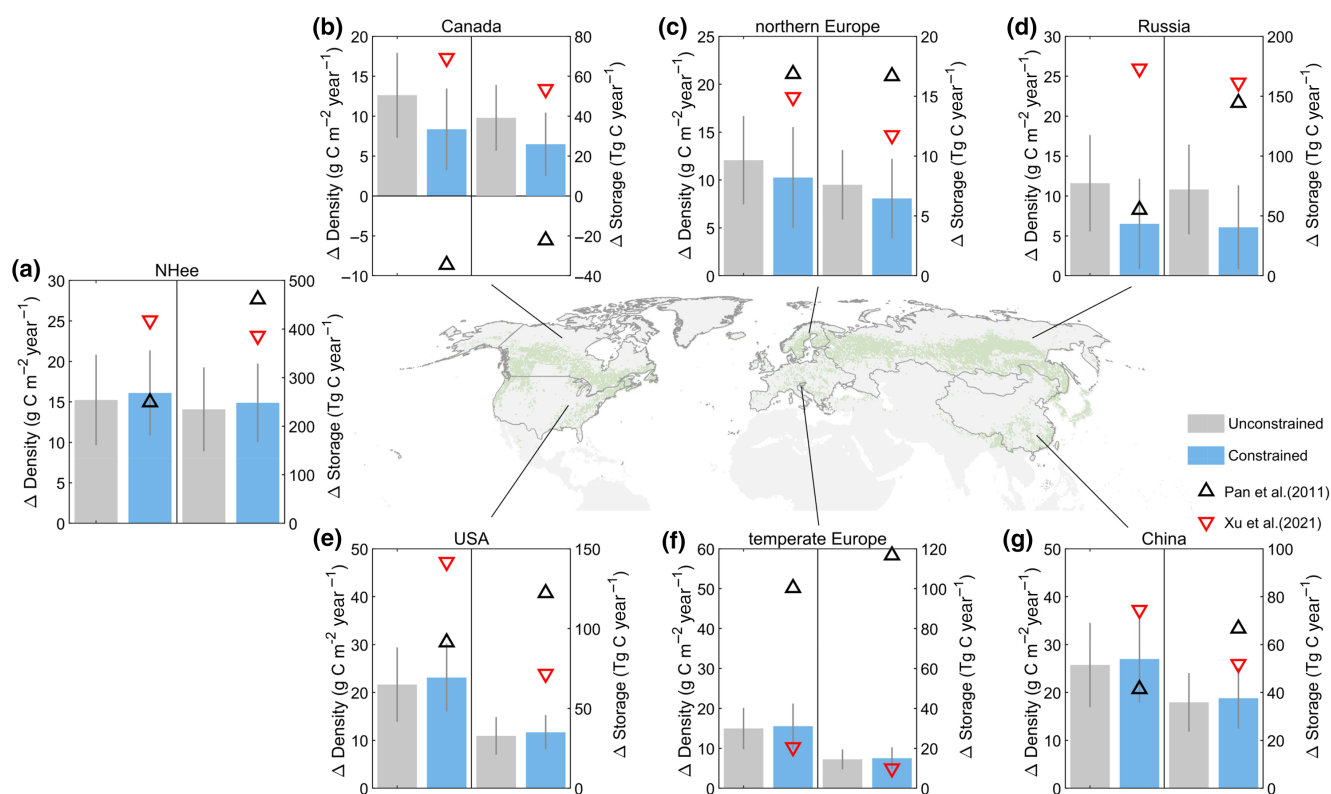 (b)
Canada
20
15
10
5
0
−5
−10
Δ Density (g C m−2 year−1)
80
60
40
20
0
−20
−40
Δ Storage (Tg C year−1)
(c)
northern Europe
25
20
15
10
5
0
Δ Density (g C m−2 year−1)
20
15
10
5
0
Δ Storage (Tg C year−1)
(d)
Russia
30
25
20
15
10
5
0
Δ Density (g C m−2 year−1)
200
150
100
50
0
Δ Storage (Tg C year−1)
(a)
NHee
30
25
20
15
10
5
0
Δ Density (g C m−2 year−1)
500
400
300
200
100
0
Δ Storage (Tg C year−1)
Unconstrained
Constrained
Pan et al.(2011)
Xu et al.(2021)
(e)
USA
50
40
30
20
10
0
Δ Density (g C m-2 year−1)
150
100
50
0
Δ Storage (Tg C year−1)
(f)
temperate Europe
60
50
40
30
20
10
0
Δ Density (g C m−2 year−1)
120
100
80
60
40
20
0
Δ Storage (Tg C year−1)
(g)
China
50
40
30
20
10
0
Δ Density (g C m−2 year−1)
100
80
60
40
20
0
Δ Storage (Tg C year−1)